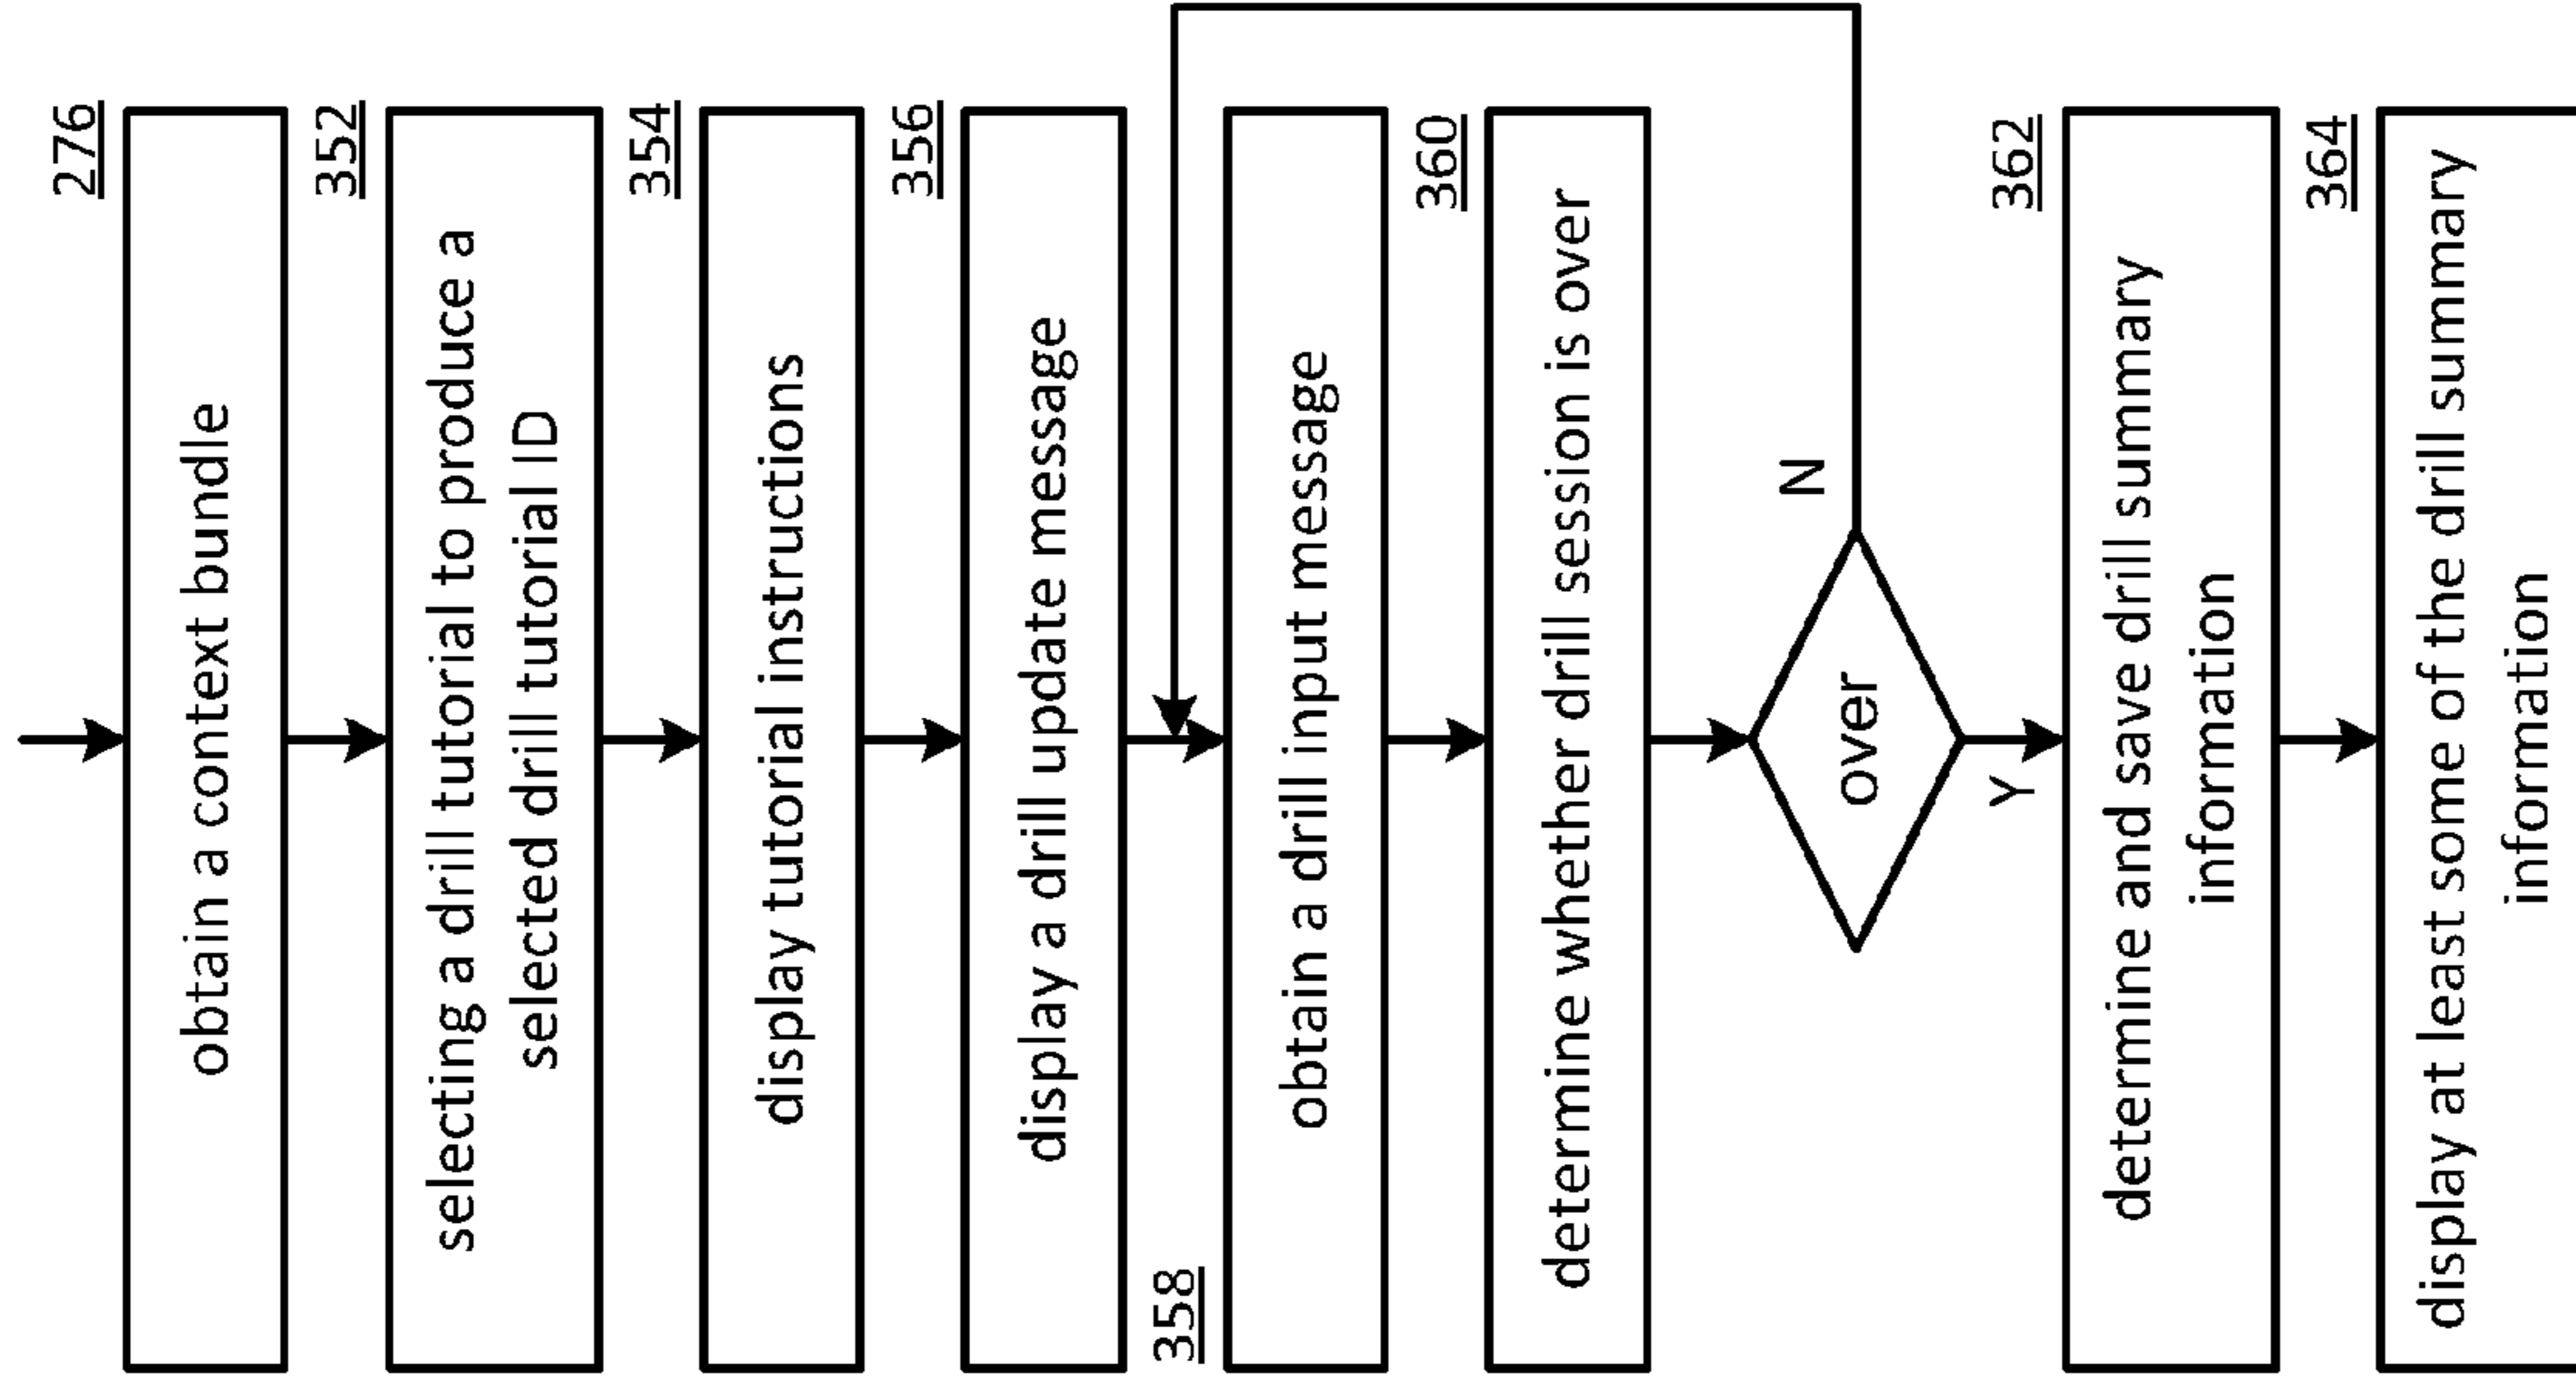 276
obtain a context bundle
352
selecting a drill tutorial to produce a
selected drill tutorial ID
354
display tutorial instructions
356
display a drill update message
358
obtain a drill input message
360
determine whether drill session is over
over
N
Y
362
determine and save drill summary
information
364
display at least some of the drill summary
information